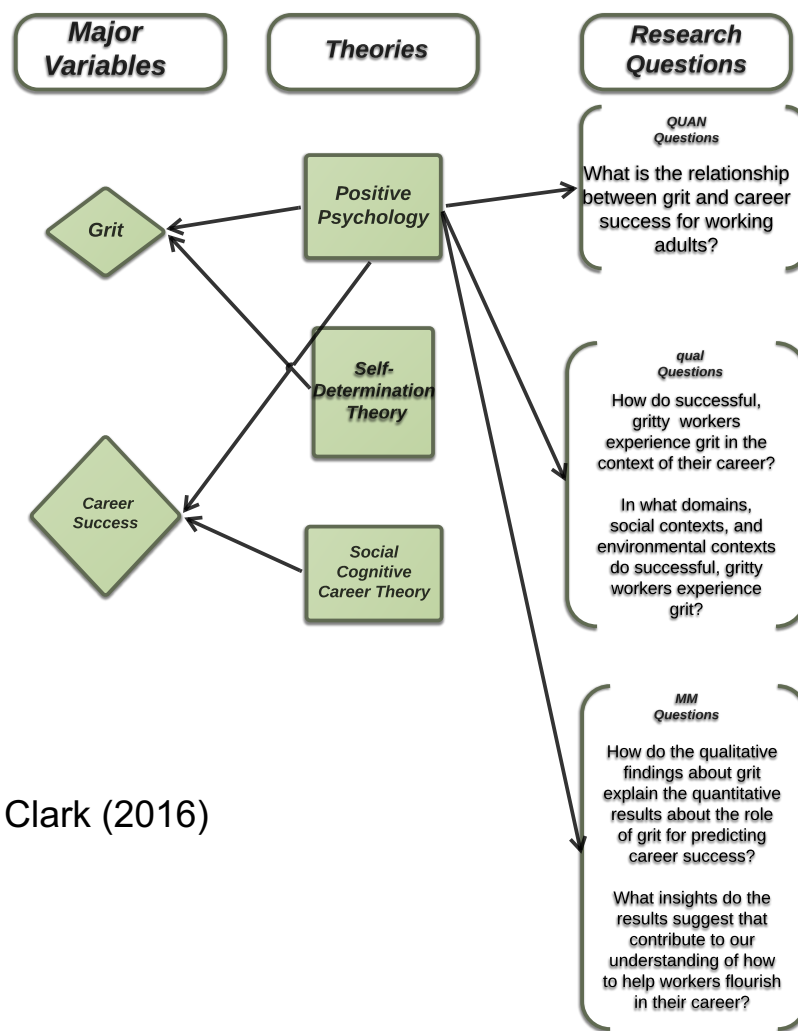 Major
Variables
Theories
Research
Questions
Grit
Career
Success
Positive
Psychology
Self-
Determination
Theory
Social
Cognitive
Career Theory
QUAN
Questions
What is the relationship
between grit and career
success for working
adults?
qual
Questions
How do successful,
gritty workers
experience grit in the
context of their career?
In what domains,
social contexts, and
environmental contexts
do successful, gritty
workers experience
grit?
MM
Questions
How do the qualitative
findings about grit
explain the quantitative
results about the role
of grit for predicting
career success?
What insights do the
results suggest that
contribute to our
understanding of how
to help workers flourish
in their career?
Clark (2016)